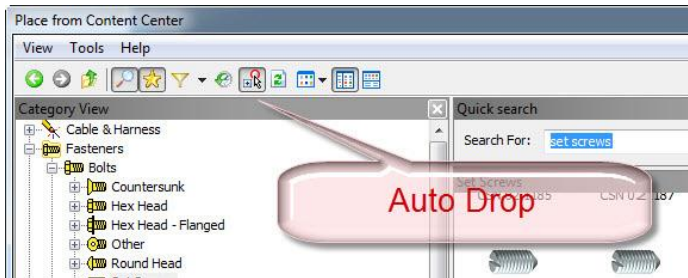 Place from Content Center
View Tools Help
Category View
Quick search
Cable & Harness
Search For: set screws
Fasteners
Bolts
Set Screws
Countersunk
Auto Drop
Hex Head
Hex Head - Flanged
Other
Round Head